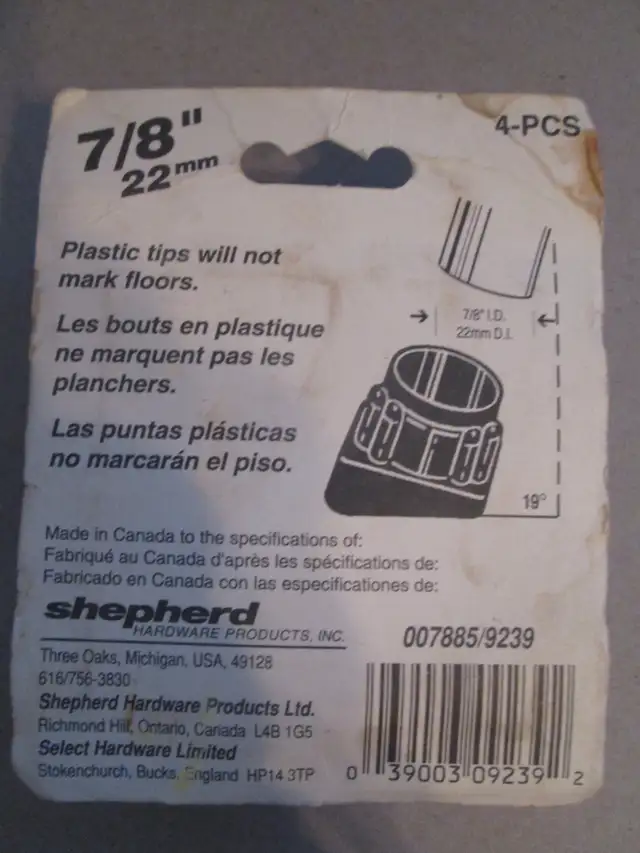 7/8"
22mm
4-PCS
Plastic tips will not
mark floors.
Les bouts en plastique
ne marquent pas les
planchers.
Las puntas plásticas
no marcarán el piso.
7/8" I.D.
22mm D.I.
19°
Made in Canada to the specifications of:
Fabriqué au Canada d'après les spécifications de:
Fabricado en Canada con las especificationes de:
shepherd
HARDWARE PRODUCTS, INC.
Three Oaks, Michigan, USA, 49128
616/756-3830
Shepherd Hardware Products Ltd.
Richmond Hill, Ontario, Canada L4B 1G5
Select Hardware Limited
Stokenchurch, Bucks, England HP14 3TP
007885/9239
0 39003 09239 2